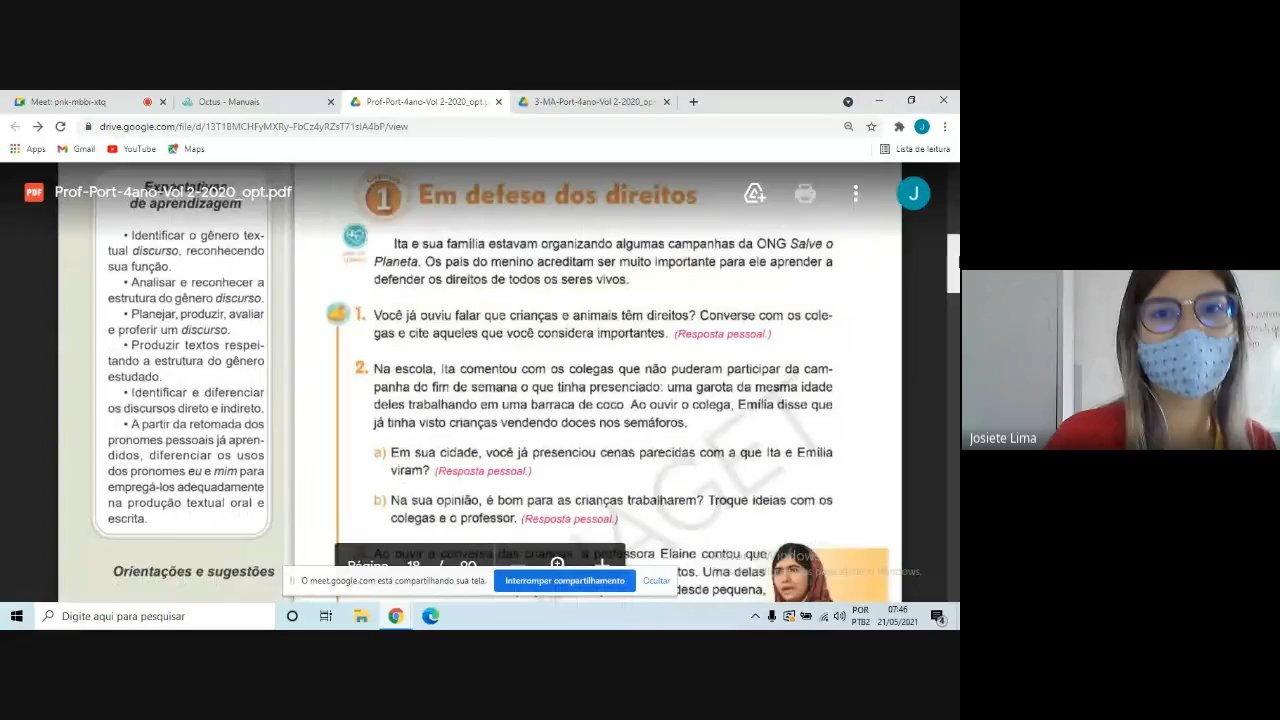 Meet: pnk-mbbi-xtq
Octus - Manuais
Prof-Port-4ano-Vol 2-2020_opt.p
3-MA-Port-4ano-Vol 2-2020_op
drive.google.com/file/d/13T1BMCHFyMXRy-FbCz4yRZsT71sIA4bP/view
Apps
Gmail
YouTube
Maps
Lista de leitura
PDF
Prof-Port-4ano-Vol 2-2020_opt.pdf
J
de aprendizagem
• Identificar o gênero tex-
tual discurso, reconhecendo
sua função.
• Analisar e reconhecer a
estrutura do gênero discurso.
• Planejar, produzir, avaliar
e proferir um discurso.
• Produzir textos respei-
tando a estrutura do gênero
estudado.
• Identificar e diferenciar
os discursos direto e indireto.
• A partir da retomada dos
pronomes pessoais já apren-
didos, diferenciar os usos
dos pronomes eu e mim para
empregá-los adequadamente
na produção textual oral e
escrita.
Orientações e sugestões
1 Em defesa dos direitos
Ita e sua família estavam organizando algumas campanhas da ONG Salve o
Planeta. Os pais do menino acreditam ser muito importante para ele aprender a
defender os direitos de todos os seres vivos.
1. Você já ouviu falar que crianças e animais têm direitos? Converse com os cole-
gas e cite aqueles que você considera importantes. (Resposta pessoal.)
2. Na escola, Ita comentou com os colegas que não puderam participar da cam-
panha do fim de semana o que tinha presenciado: uma garota da mesma idade
deles trabalhando em uma barraca de coco. Ao ouvir o colega, Emília disse que
já tinha visto crianças vendendo doces nos semáforos.
a) Em sua cidade, você já presenciou cenas parecidas com a que Ita e Emília
viram? (Resposta pessoal.)
b) Na sua opinião, é bom para as crianças trabalharem? Troque ideias com os
colegas e o professor. (Resposta pessoal.)
Ao ouvir a conversa das crianças, a professora Elaine contou que
tos. Uma delas
desde pequena,
Página 18 / 90
O meet.google.com está compartilhando sua tela.
Interromper compartilhamento
Ocultar
Windows
Windows.
Digite aqui para pesquisar
POR
PTB2
07:46
21/05/2021
4
Josiete Lima